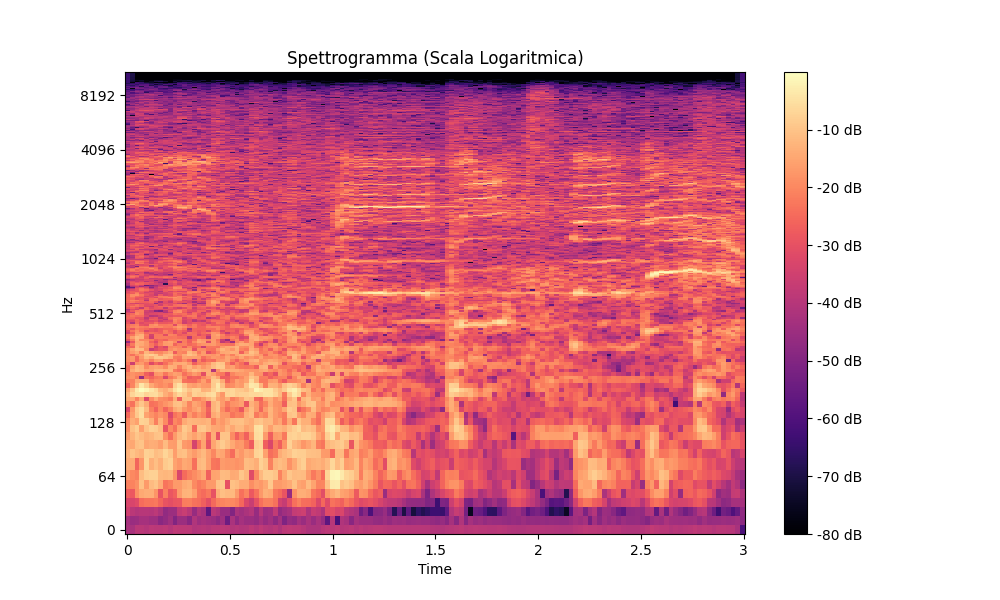 Spettrogramma (Scala Logaritmica)
Hz
8192
4096
2048
1024
512
256
128
64
0
0 0.5 1 1.5 2 2.5 3
Time
-10 dB
-20 dB
-30 dB
-40 dB
-50 dB
-60 dB
-70 dB
-80 dB